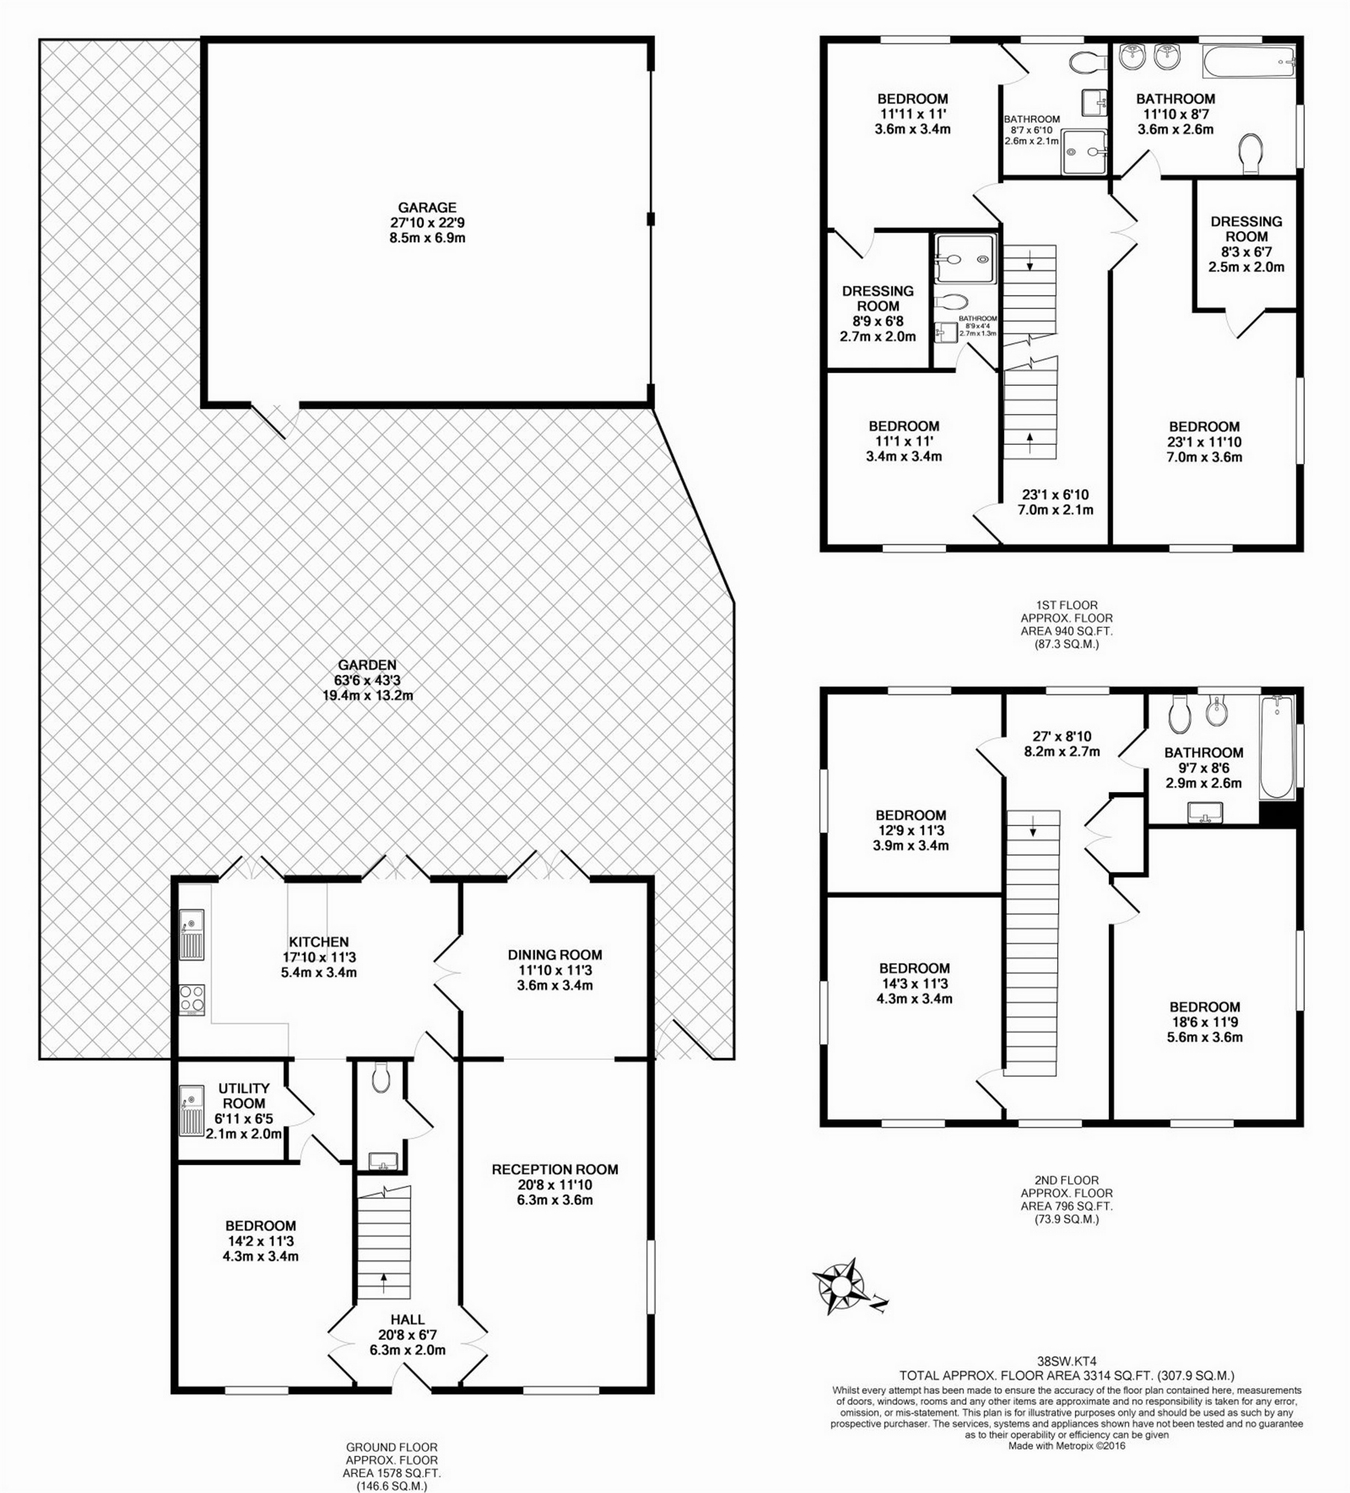 GARAGE
27'10 x 22'9
8.5m x 6.9m
GARDEN
63'6 x 43'3
19.4m x 13.2m
KITCHEN
17'10 x 11'3
5.4m x 3.4m
DINING ROOM
11'10 x 11'3
3.6m x 3.4m
UTILITY
ROOM
6'11 x 6'5
2.1m x 2.0m
RECEPTION ROOM
20'8 x 11'10
6.3m x 3.6m
BEDROOM
14'2 x 11'3
4.3m x 3.4m
HALL
20'8 x 6'7
6.3m x 2.0m
GROUND FLOOR
APPROX. FLOOR
AREA 1578 SQ.FT.
(146.6 SQ.M.)
BEDROOM
11'11 x 11'
3.6m x 3.4m
BATHROOM
8'7 x 6'10
2.6m x 2.1m
BATHROOM
11'10 x 8'7
3.6m x 2.6m
DRESSING
ROOM
8'3 x 6'7
2.5m x 2.0m
DRESSING
ROOM
8'9 x 6'8
2.7m x 2.0m
BATHROOM
8'9 x 4'4
2.7m x 1.3m
BEDROOM
11'1 x 11'
3.4m x 3.4m
BEDROOM
23'1 x 11'10
7.0m x 3.6m
23'1 x 6'10
7.0m x 2.1m
1ST FLOOR
APPROX. FLOOR
AREA 940 SQ.FT.
(87.3 SQ.M.)
27' x 8'10
8.2m x 2.7m
BATHROOM
9'7 x 8'6
2.9m x 2.6m
BEDROOM
12'9 x 11'3
3.9m x 3.4m
BEDROOM
14'3 x 11'3
4.3m x 3.4m
BEDROOM
18'6 x 11'9
5.6m x 3.6m
2ND FLOOR
APPROX. FLOOR
AREA 796 SQ.FT.
(73.9 SQ.M.)
N
38SW.KT4
TOTAL APPROX. FLOOR AREA 3314 SQ.FT. (307.9 SQ.M.)
Whilst every attempt has been made to ensure the accuracy of the floor plan contained here, measurements
of doors, windows, rooms and any other items are approximate and no responsibility is taken for any error,
omission, or mis-statement. This plan is for illustrative purposes only and should be used as such by any
prospective purchaser. The services, systems and appliances shown have not been tested and no guarantee
as to their operability or efficiency can be given
Made with Metropix ©2016